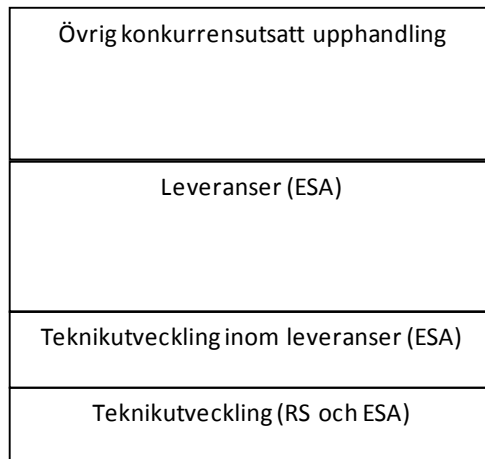 Övrig konkurrensutsatt upphandling
Leveranser (ESA)
Teknikutveckling inom leveranser (ESA)
Teknikutveckling (RS och ESA)